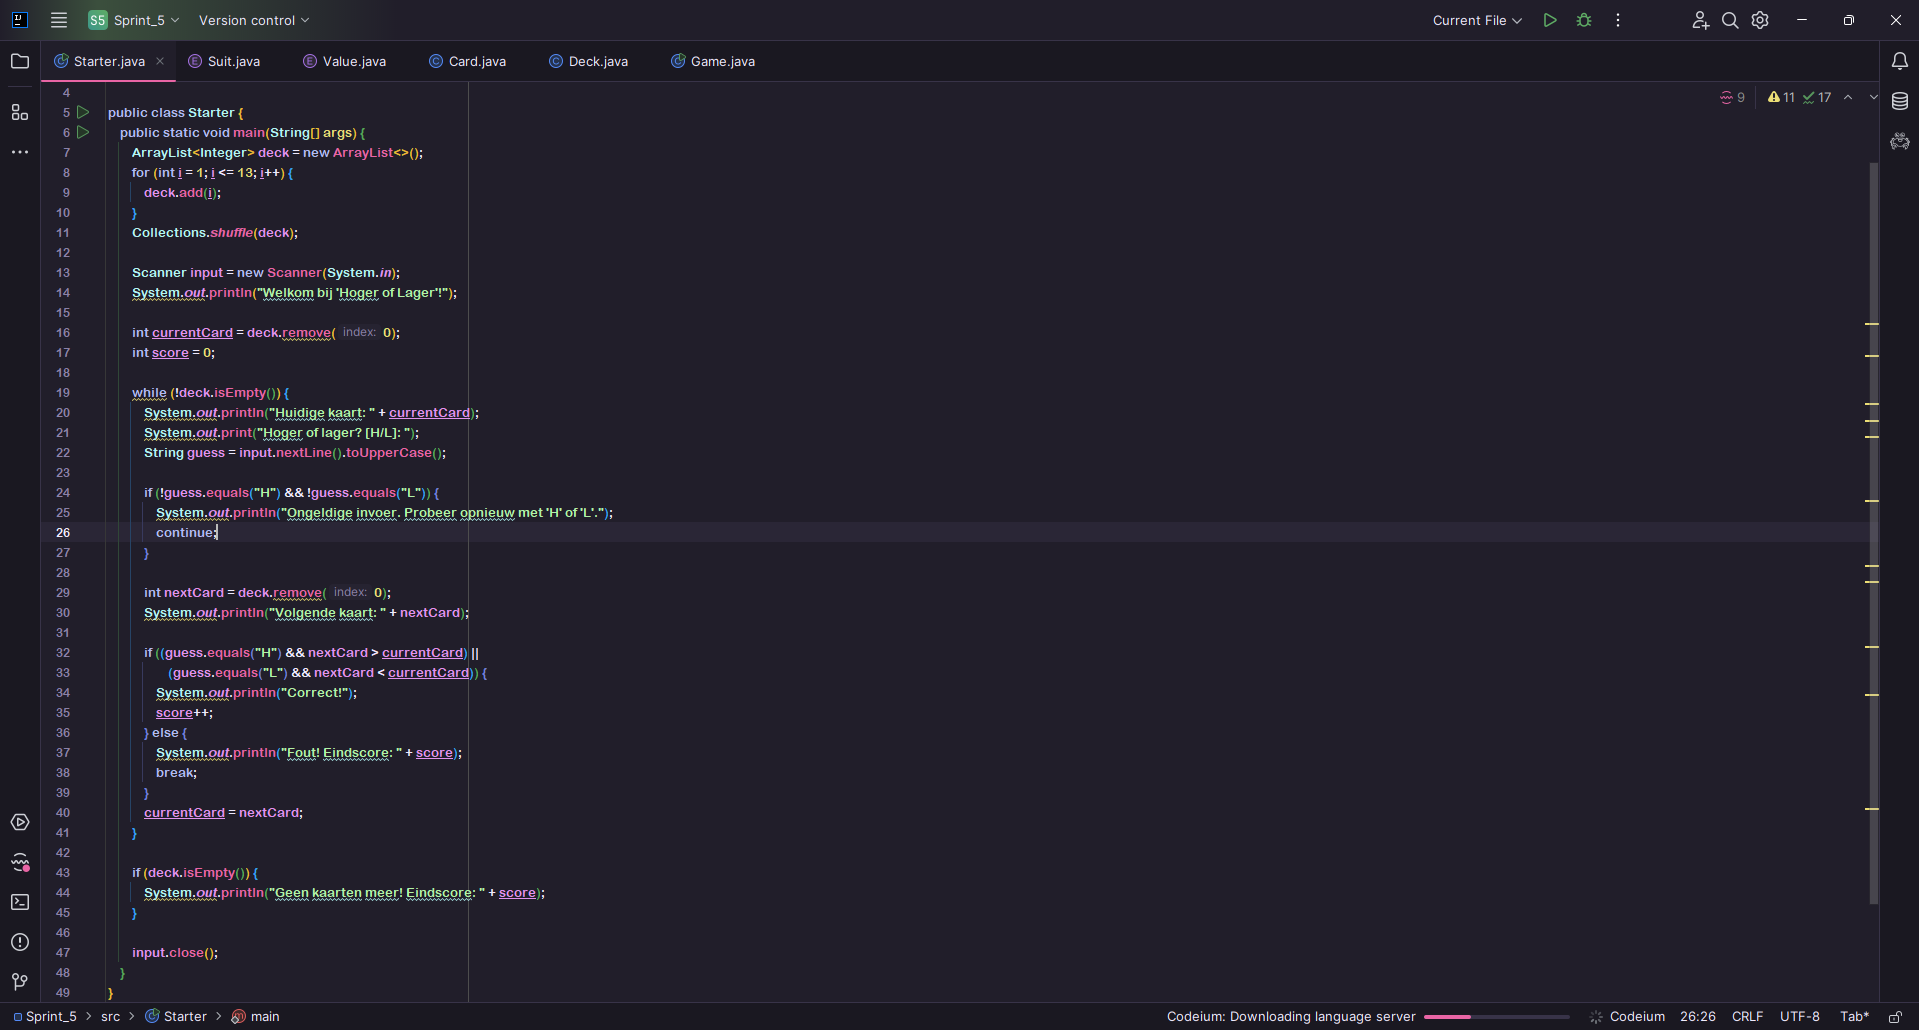 S5 Sprint_5 Version control Current File
Starter.java Suit.java Value.java Card.java Deck.java Game.java
9 11 17
4
5 public class Starter {
6 public static void main(String[] args) {
7 ArrayList<Integer> deck = new ArrayList<>();
8 for (int i = 1; i <= 13; i++) {
9 deck.add(i);
10 }
11 Collections.shuffle(deck);
12
13 Scanner input = new Scanner(System.in);
14 System.out.println("Welkom bij 'Hoger of Lager'!");
15
16 int currentCard = deck.remove( index: 0);
17 int score = 0;
18
19 while (!deck.isEmpty()) {
20 System.out.println("Huidige kaart: " + currentCard);
21 System.out.print("Hoger of lager? [H/L]: ");
22 String guess = input.nextLine().toUpperCase();
23
24 if (!guess.equals("H") && !guess.equals("L")) {
25 System.out.println("Ongeldige invoer. Probeer opnieuw met 'H' of 'L'.");
26 continue;
27 }
28
29 int nextCard = deck.remove( index: 0);
30 System.out.println("Volgende kaart: " + nextCard);
31
32 if ((guess.equals("H") && nextCard > currentCard) ||
33 (guess.equals("L") && nextCard < currentCard)) {
34 System.out.println("Correct!");
35 score++;
36 } else {
37 System.out.println("Fout! Eindscore: " + score);
38 break;
39 }
40 currentCard = nextCard;
41 }
42
43 if (deck.isEmpty()) {
44 System.out.println("Geen kaarten meer! Eindscore: " + score);
45 }
46
47 input.close();
48 }
49 }
Sprint_5 > src > Starter > main Codeium: Downloading language server Codeium 26:26 CRLF UTF-8 Tab*